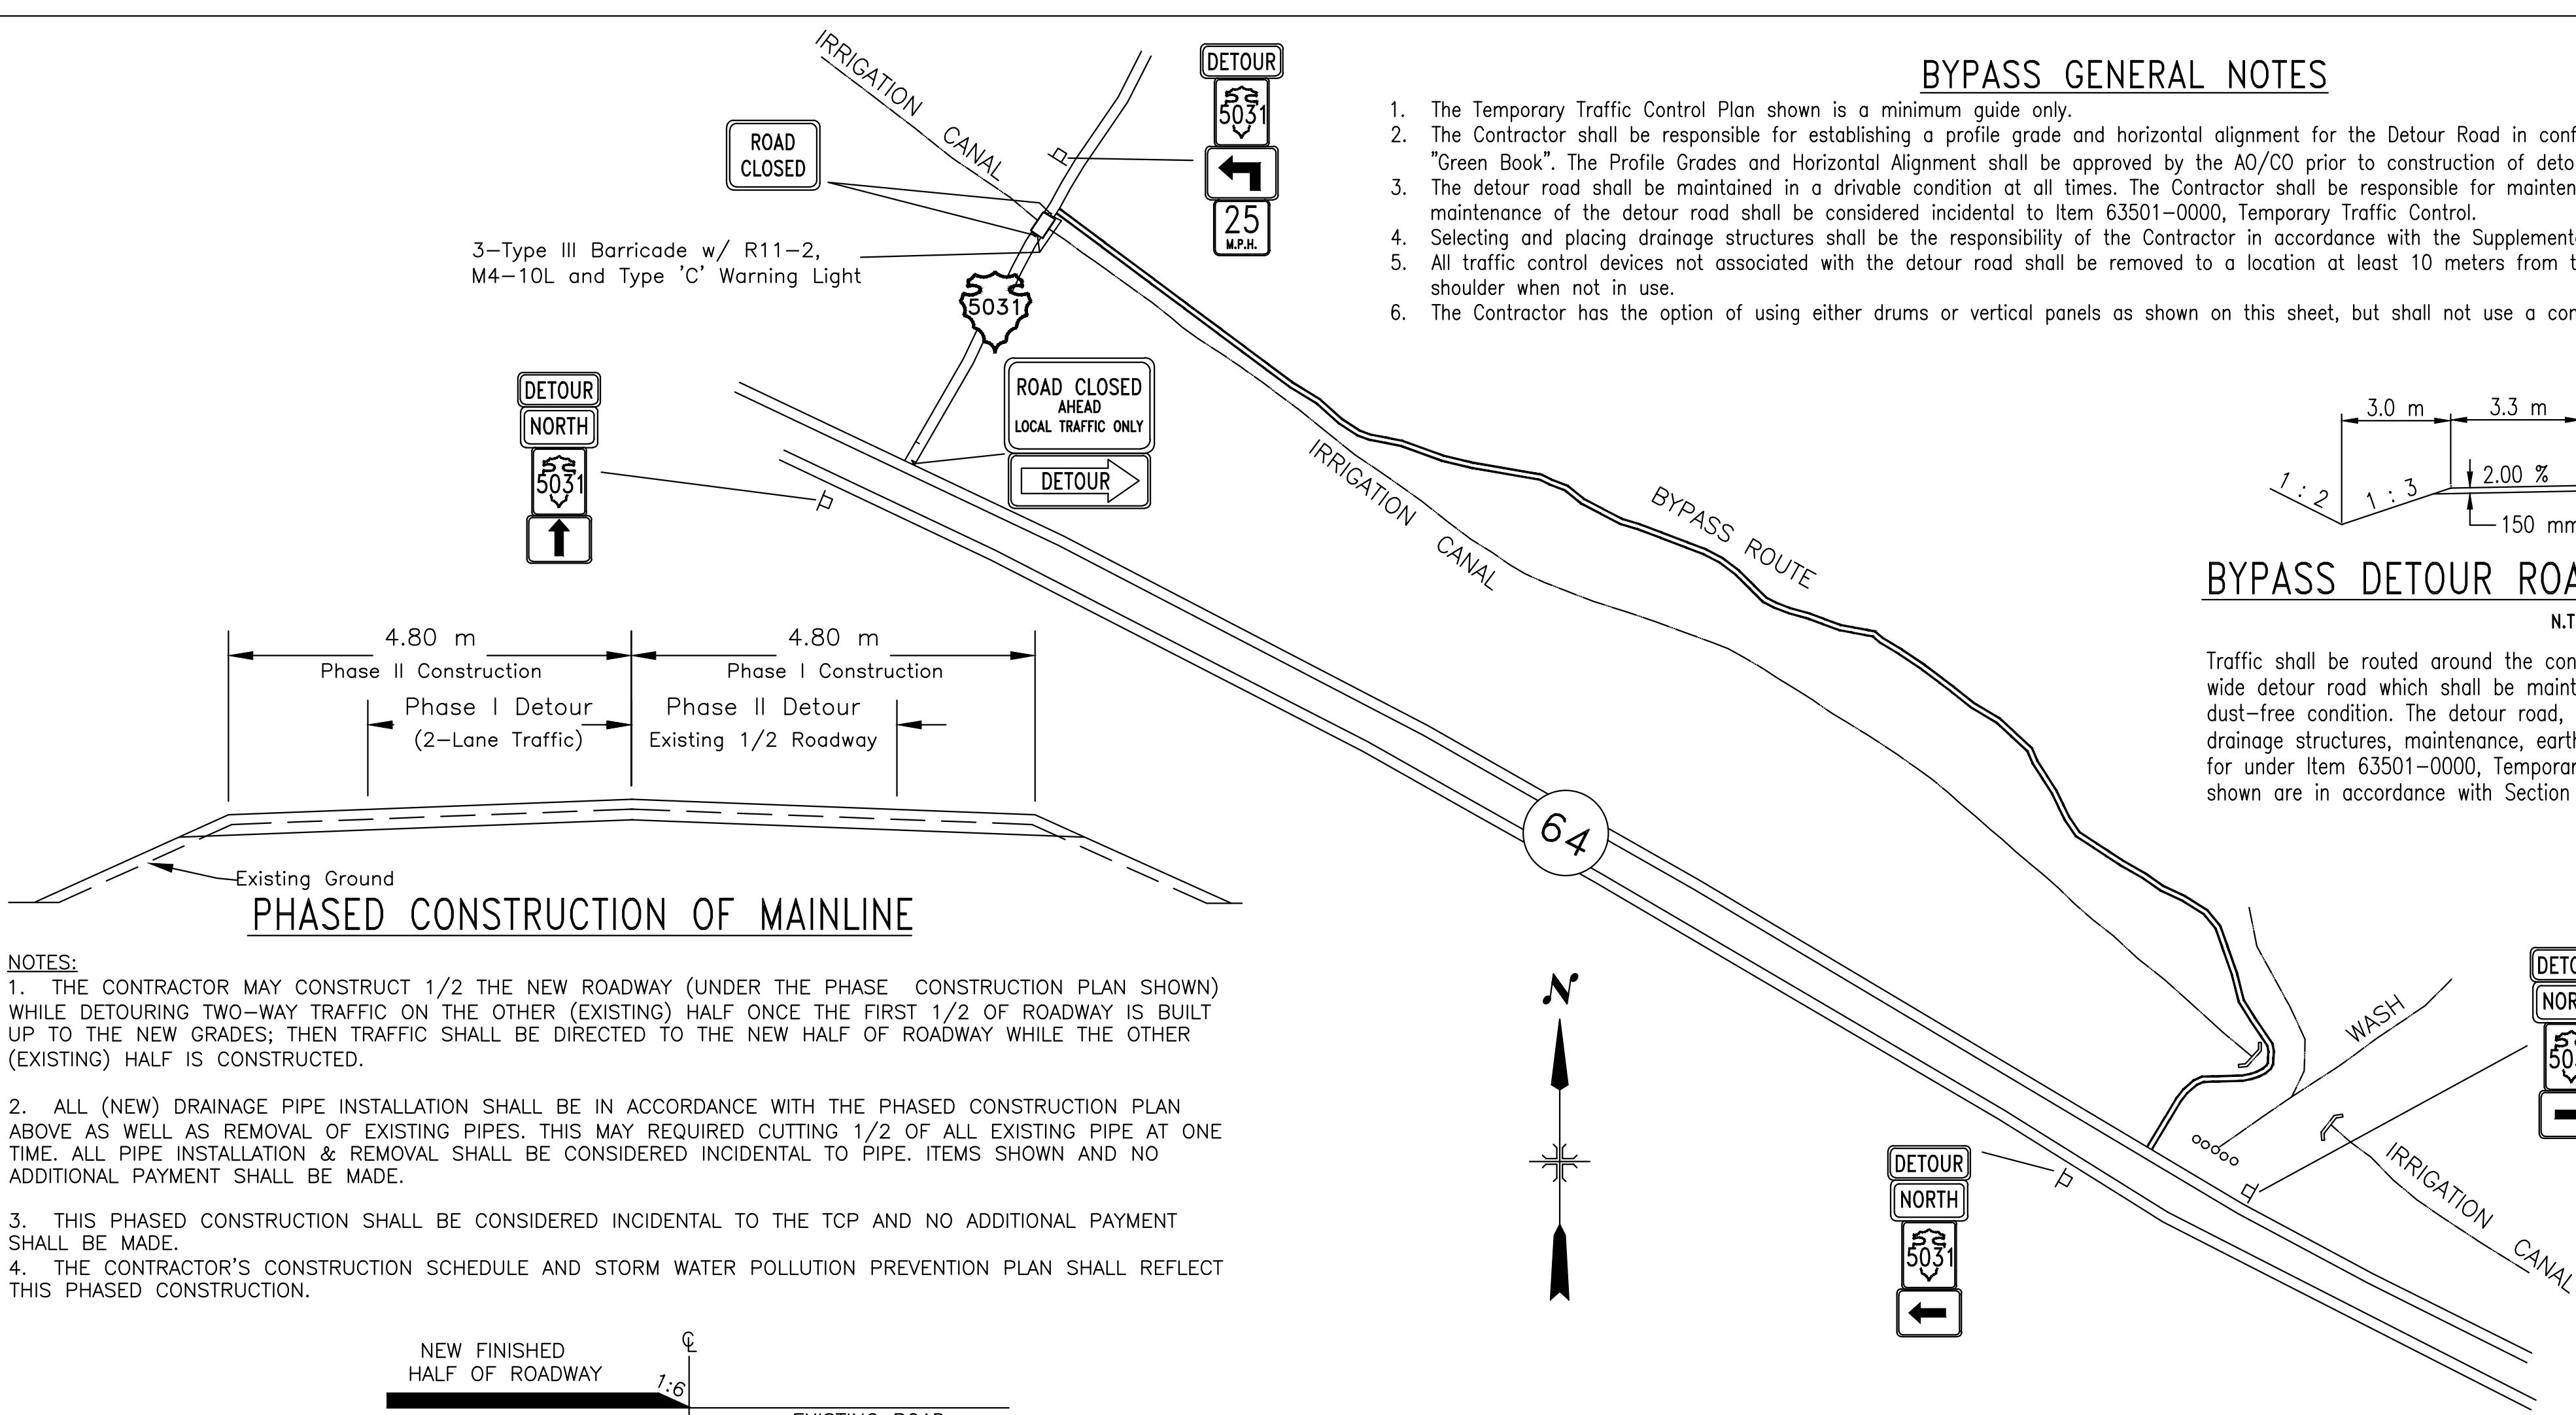 IRRIGATION CANAL
DETOUR
5031
25
M.P.H.
ROAD
CLOSED
3-Type III Barricade w/ R11-2,
M4-10L and Type 'C' Warning Light
5031
ROAD CLOSED
AHEAD
LOCAL TRAFFIC ONLY
DETOUR
DETOUR
NORTH
5031
BYPASS GENERAL NOTES
1. The Temporary Traffic Control Plan shown is a minimum guide only.
2. The Contractor shall be responsible for establishing a profile grade and horizontal alignment for the Detour Road in conf
"Green Book". The Profile Grades and Horizontal Alignment shall be approved by the AO/CO prior to construction of deto
3. The detour road shall be maintained in a drivable condition at all times. The Contractor shall be responsible for mainten
maintenance of the detour road shall be considered incidental to Item 63501-0000, Temporary Traffic Control.
4. Selecting and placing drainage structures shall be the responsibility of the Contractor in accordance with the Supplement
5. All traffic control devices not associated with the detour road shall be removed to a location at least 10 meters from t
shoulder when not in use.
6. The Contractor has the option of using either drums or vertical panels as shown on this sheet, but shall not use a con
3.0 m
3.3 m
1 : 2
1 : 3
2.00 %
150 mm
BYPASS DETOUR ROA
N.T
Traffic shall be routed around the con
wide detour road which shall be maint
dust-free condition. The detour road,
drainage structures, maintenance, earth
for under Item 63501-0000, Temporar
shown are in accordance with Section
IRRIGATION CANAL
BYPASS ROUTE
64
4.80 m
4.80 m
Phase II Construction
Phase I Construction
Phase I Detour
Phase II Detour
(2-Lane Traffic)
Existing 1/2 Roadway
Existing Ground
PHASED CONSTRUCTION OF MAINLINE
NOTES:
1. THE CONTRACTOR MAY CONSTRUCT 1/2 THE NEW ROADWAY (UNDER THE PHASE CONSTRUCTION PLAN SHOWN)
WHILE DETOURING TWO-WAY TRAFFIC ON THE OTHER (EXISTING) HALF ONCE THE FIRST 1/2 OF ROADWAY IS BUILT
UP TO THE NEW GRADES; THEN TRAFFIC SHALL BE DIRECTED TO THE NEW HALF OF ROADWAY WHILE THE OTHER
(EXISTING) HALF IS CONSTRUCTED.
2. ALL (NEW) DRAINAGE PIPE INSTALLATION SHALL BE IN ACCORDANCE WITH THE PHASED CONSTRUCTION PLAN
ABOVE AS WELL AS REMOVAL OF EXISTING PIPES. THIS MAY REQUIRED CUTTING 1/2 OF ALL EXISTING PIPE AT ONE
TIME. ALL PIPE INSTALLATION & REMOVAL SHALL BE CONSIDERED INCIDENTAL TO PIPE. ITEMS SHOWN AND NO
ADDITIONAL PAYMENT SHALL BE MADE.
3. THIS PHASED CONSTRUCTION SHALL BE CONSIDERED INCIDENTAL TO THE TCP AND NO ADDITIONAL PAYMENT
SHALL BE MADE.
4. THE CONTRACTOR'S CONSTRUCTION SCHEDULE AND STORM WATER POLLUTION PREVENTION PLAN SHALL REFLECT
THIS PHASED CONSTRUCTION.
NEW FINISHED
HALF OF ROADWAY
1:6
N
WASH
IRRIGATION CANAL
DETOUR
NORTH
5031
DETO
NOR
50